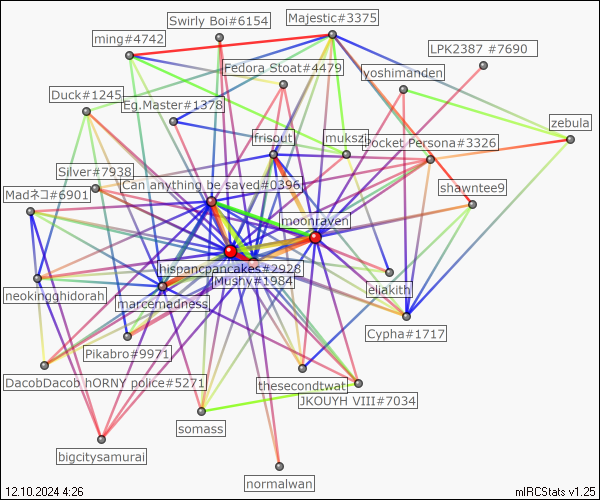 Swirly Boi#6154
Majestic#3375
ming#4742
LPK2387 #7690
Fedora Stoat#4479
yoshimanden
Duck#1245
Eg.Master#1378
zebula
frisout
mukszi
Pocket Persona#3326
Silver#7938
Can anything be saved#0396
shawntee9
Madネコ#6901
moonraven
hispancpancakes#2928
Mushy#1984
eliakith
neokingghidorah
marcemadness
Cypha#1717
Pikabro#9971
DacobDacob hORNY police#5271
thesecondtwat
JKOUYH VIII#7034
somass
bigcitysamurai
normalwan
12.10.2024 4:26
mIRCStats v1.25